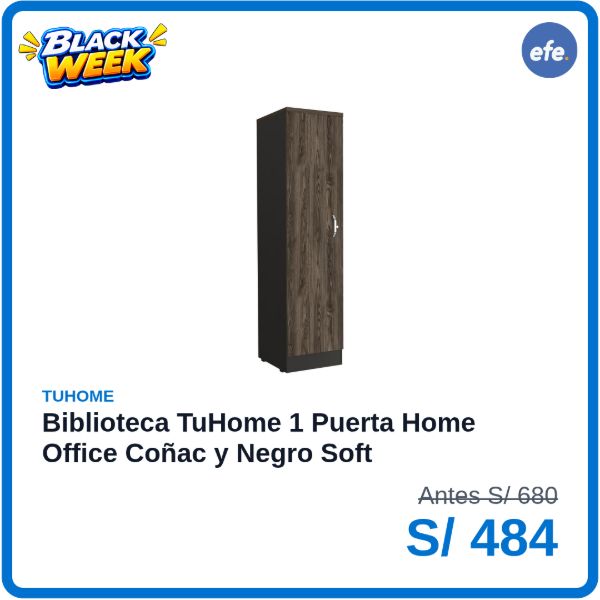 BLACK
WEEK
efe.
TUHOME
Biblioteca TuHome 1 Puerta Home
Office Coñac y Negro Soft
Antes S/ 680
S/ 484